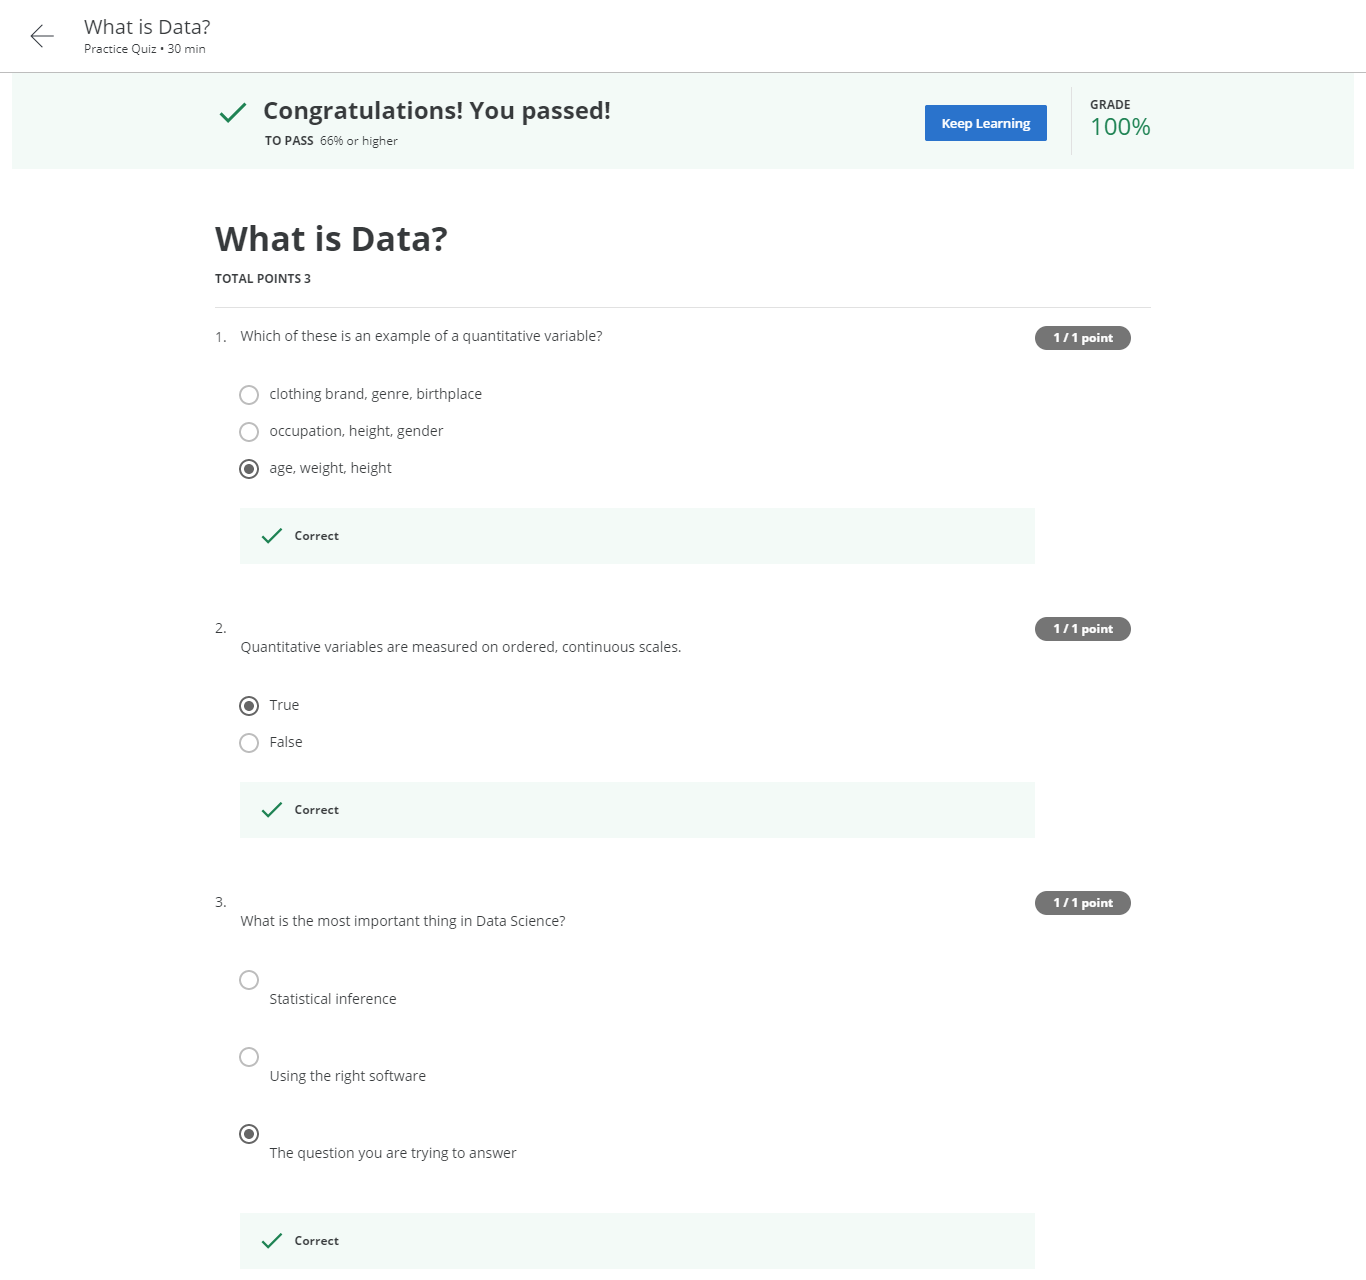 What is Data?
Practice Quiz • 30 min
Congratulations! You passed!
TO PASS 66% or higher
Keep Learning
GRADE
100%
What is Data?
TOTAL POINTS 3
1. Which of these is an example of a quantitative variable?
1 / 1 point
clothing brand, genre, birthplace
occupation, height, gender
age, weight, height
Correct
2.
1 / 1 point
Quantitative variables are measured on ordered, continuous scales.
True
False
Correct
3.
1 / 1 point
What is the most important thing in Data Science?
Statistical inference
Using the right software
The question you are trying to answer
Correct